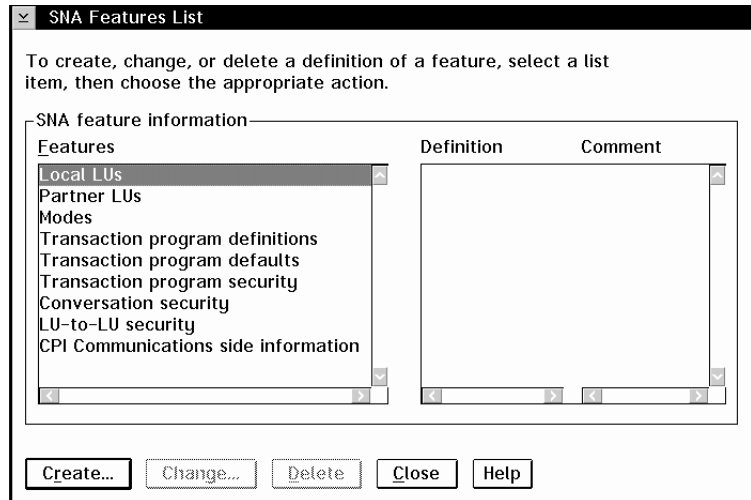 SNA Features List
To create, change, or delete a definition of a feature, select a list
item, then choose the appropriate action.
SNA feature information
Features Definition Comment
Local LUs
Partner LUs
Modes
Transaction program definitions
Transaction program defaults
Transaction program security
Conversation security
LU-to-LU security
CPI Communications side information
Create... Change... Delete Close Help